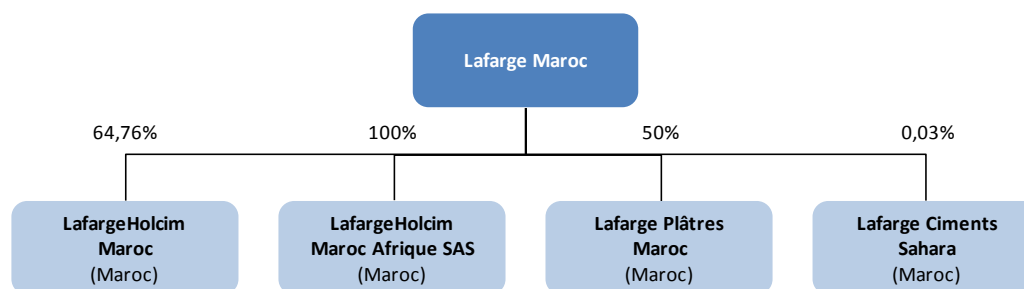 Lafarge Maroc
64,76%
100%
50%
0,03%
LafargeHolcim
Maroc
(Maroc)
LafargeHolcim
Maroc Afrique SAS
(Maroc)
Lafarge Plâtres
Maroc
(Maroc)
Lafarge Ciments
Sahara
(Maroc)